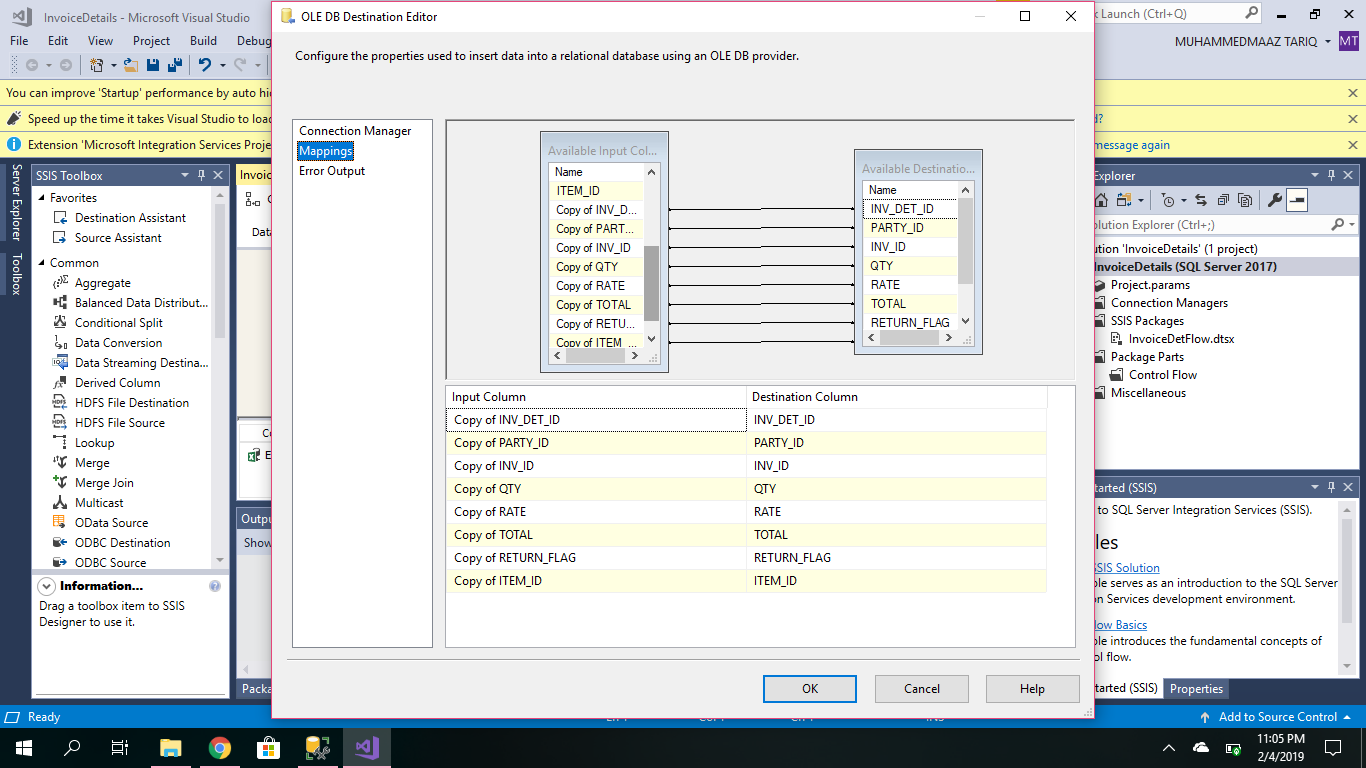 InvoiceDetails - Microsoft Visual Studio
OLE DB Destination Editor
k Launch (Ctrl+Q)
File Edit View Project Build Debug
MUHAMMEDMAAZ TARIQ MT
Configure the properties used to insert data into a relational database using an OLE DB provider.
You can improve 'Startup' performance by auto hi
Speed up the time it takes Visual Studio to load
d?
Extension 'Microsoft Integration Services Proje
message again
Server Explorer
Toolbox
SSIS Toolbox
Favorites
Destination Assistant
Source Assistant
Common
Aggregate
Balanced Data Distribut...
Conditional Split
Data Conversion
Data Streaming Destina...
Derived Column
HDFS File Destination
HDFS File Source
Lookup
Merge
Merge Join
Multicast
OData Source
ODBC Destination
ODBC Source
Information...
Drag a toolbox item to SSIS
Designer to use it.
Invoic
C
Dat
Co
E
Outpu
Show
Packa
Connection Manager
Mappings
Error Output
Available Input Col...
Name
ITEM_ID
Copy of INV_D...
Copy of PART...
Copy of INV_ID
Copy of QTY
Copy of RATE
Copy of TOTAL
Copy of RETU...
Copy of ITEM_...
Available Destinatio...
Name
INV_DET_ID
PARTY_ID
INV_ID
QTY
RATE
TOTAL
RETURN_FLAG
Input Column Destination Column
Copy of INV_DET_ID INV_DET_ID
Copy of PARTY_ID PARTY_ID
Copy of INV_ID INV_ID
Copy of QTY QTY
Copy of RATE RATE
Copy of TOTAL TOTAL
Copy of RETURN_FLAG RETURN_FLAG
Copy of ITEM_ID ITEM_ID
OK Cancel Help
Explorer
olution Explorer (Ctrl+;)
ution 'InvoiceDetails' (1 project)
InvoiceDetails (SQL Server 2017)
Project.params
Connection Managers
SSIS Packages
InvoiceDetFlow.dtsx
Package Parts
Control Flow
Miscellaneous
tarted (SSIS)
to SQL Server Integration Services (SSIS).
les
SSIS Solution
ple serves as an introduction to the SQL Server
on Services development environment.
low Basics
ple introduces the fundamental concepts of
ol flow.
tarted (SSIS) Properties
Ready
Add to Source Control
11:05 PM
2/4/2019